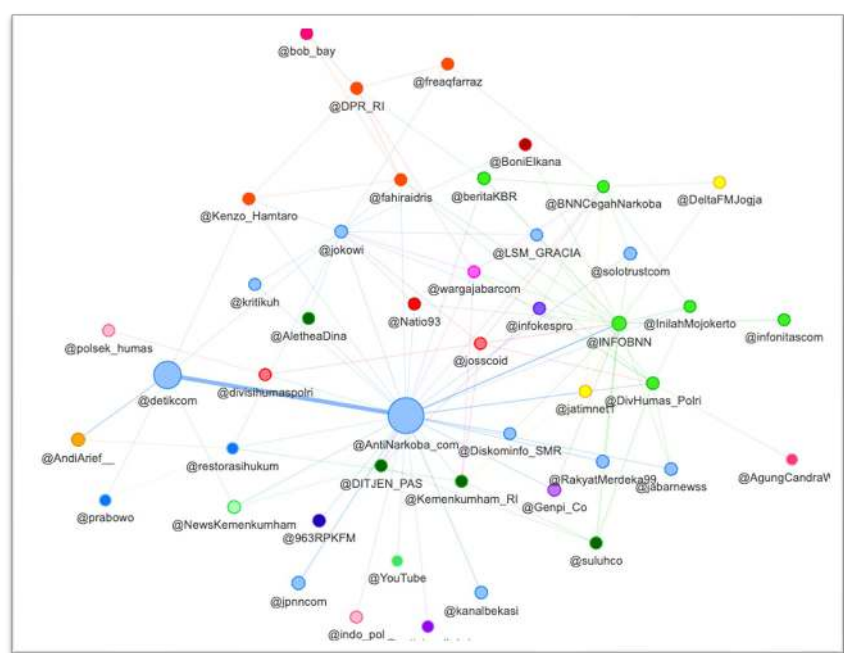 @bob_bay
@freaqfarraz
@DPR_RI
@BoniElkana
@fahiraidris
@beritaKBR
@BNNCegahNarkoba
@DeltaFMJogja
@Kenzo_Hamtaro
@jokowi
@LSM_GRACIA
@solotrustcom
@wargajabarcom
@kritikuh
@AletheaDina
@Natio93
@infokespro
@InilahMojokerto
@infonitascom
@INFOBNN
@polsek_humas
@josscoid
@detikcom
@divisihumaspolri
@jatimnet1
@DivHumas_Polri
@AntiNarkoba_com
@Diskominfo_SMR
@AndiArief__
@restorasihukum
@DITJEN_PAS
@Kemenkumham_RI
@RakyatMerdeka99
@jabarnewss
@AgungCandraW
@prabowo
@NewsKemenkumham
@Genpi_Co
@963RPKFM
@suluhco
@YouTube
@jpnncom
@kanalbekasi
@indo_pol